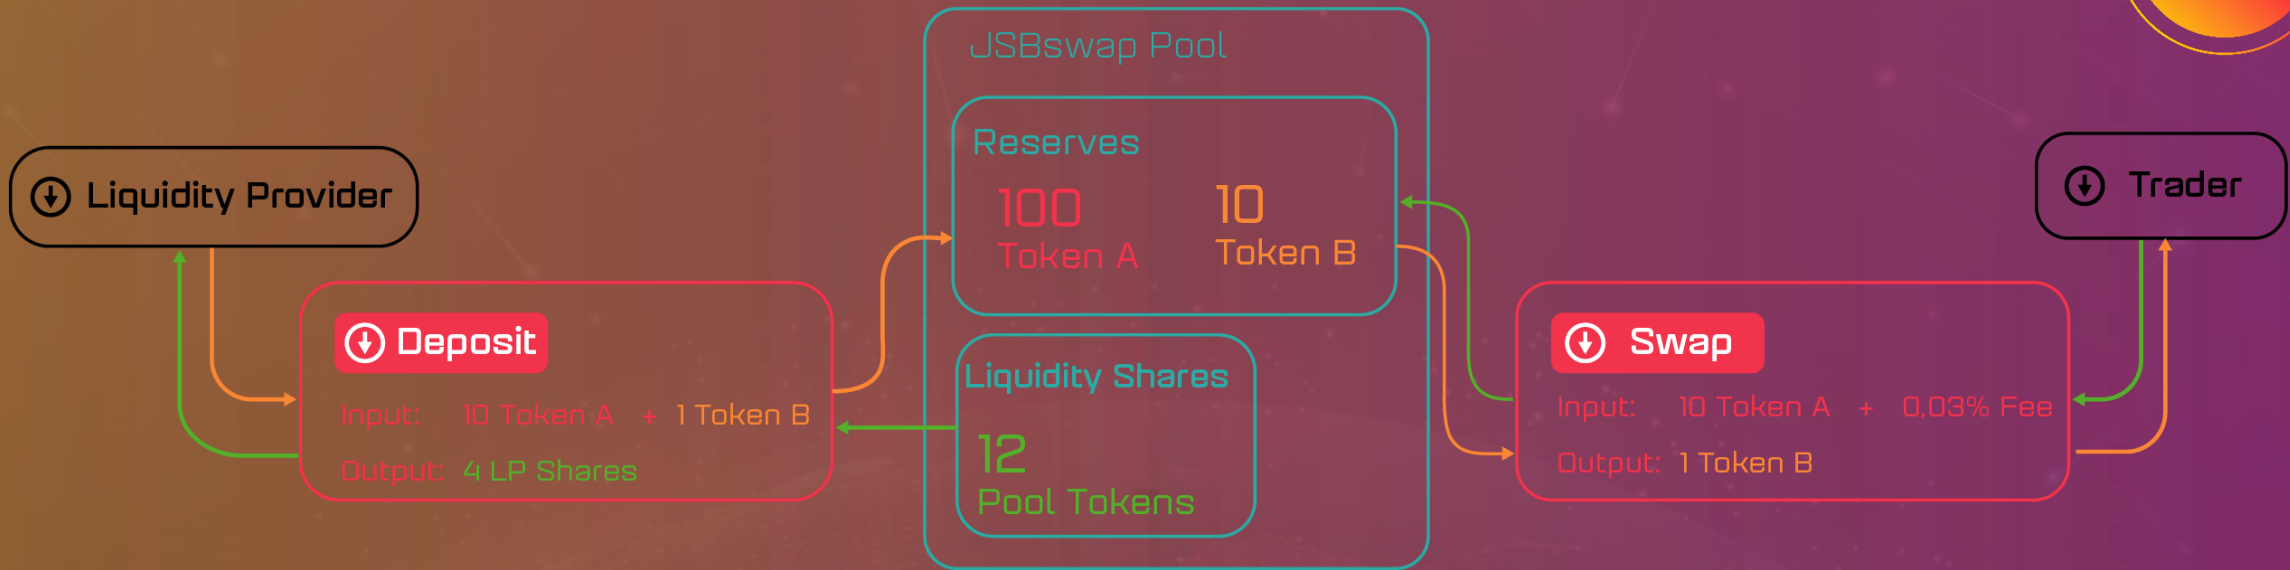 JSBswap Pool
Liquidity Provider
Deposit
Input: 10 Token A + 1 Token B
Output: 4 LP Shares
Reserves
100 10
Token A Token B
Liquidity Shares
12
Pool Tokens
Trader
Swap
Input: 10 Token A + 0,03% Fee
Output: 1 Token B